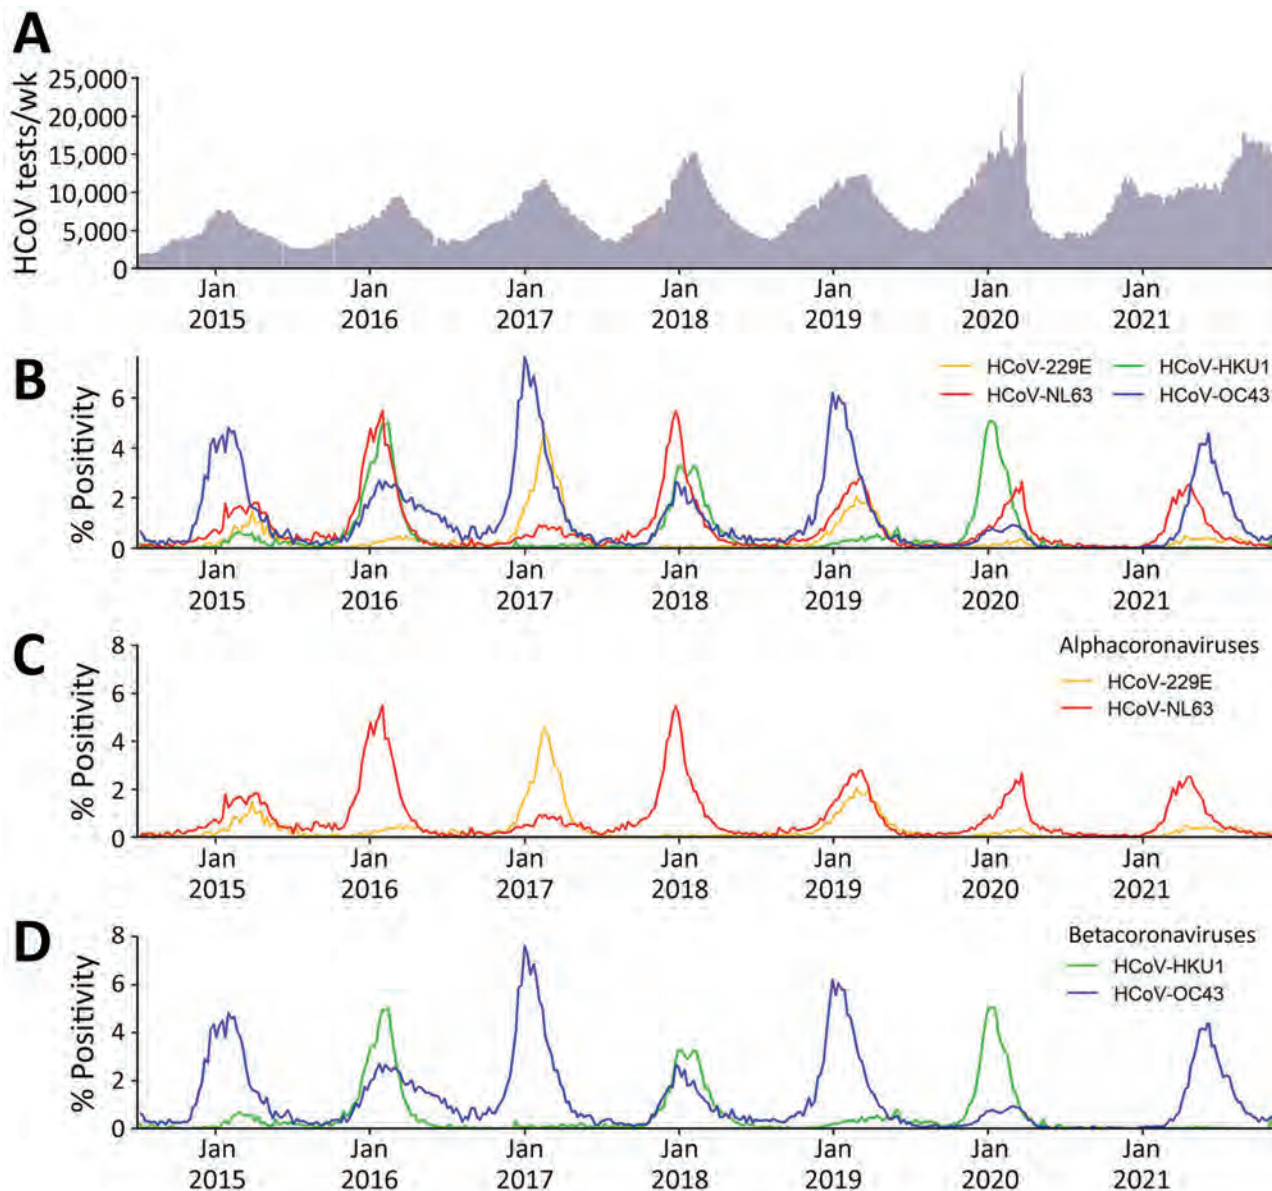 A
HCoV tests/wk
25,000
20,000
15,000
10,000
5,000
0
Jan Jan Jan Jan Jan Jan Jan
2015 2016 2017 2018 2019 2020 2021
B
% Positivity
6
4
2
0
HCoV-229E HCoV-HKU1
HCoV-NL63 HCoV-OC43
Jan Jan Jan Jan Jan Jan Jan
2015 2016 2017 2018 2019 2020 2021
C
% Positivity
8
6
4
2
0
Alphacoronaviruses
HCoV-229E
HCoV-NL63
Jan Jan Jan Jan Jan Jan Jan
2015 2016 2017 2018 2019 2020 2021
D
% Positivity
8
6
4
2
0
Betacoronaviruses
HCoV-HKU1
HCoV-OC43
Jan Jan Jan Jan Jan Jan Jan
2015 2016 2017 2018 2019 2020 2021